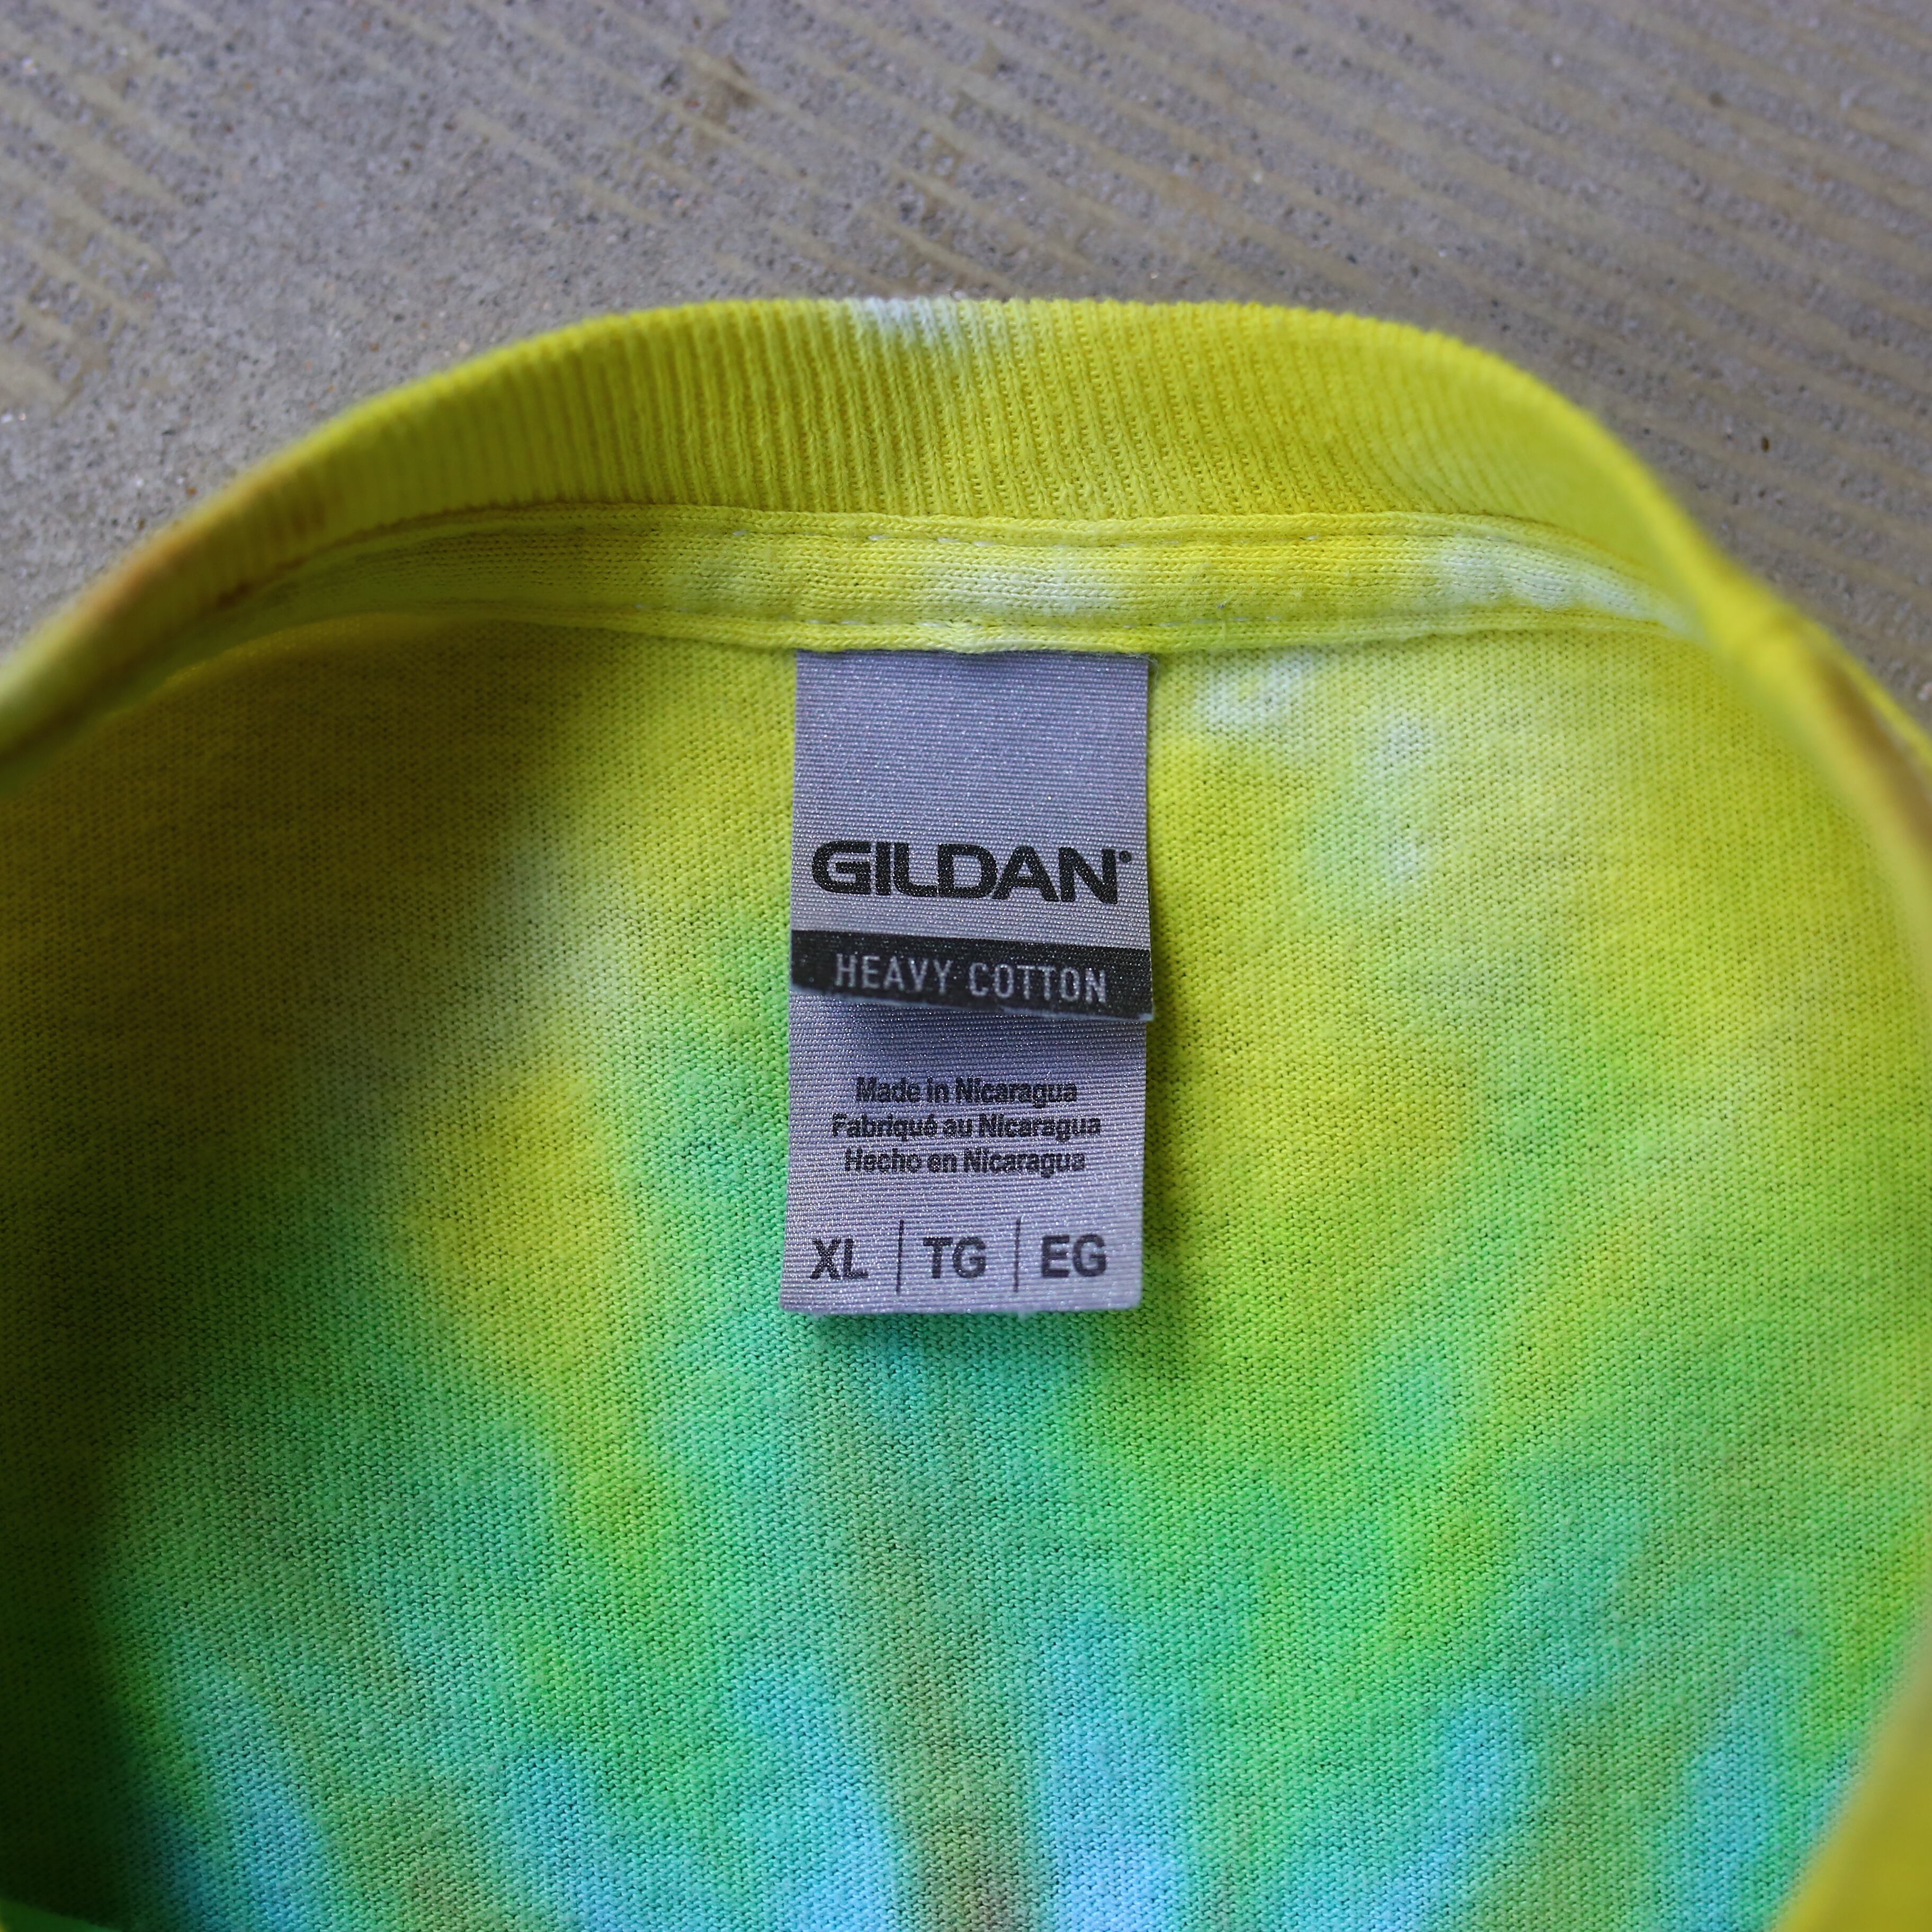 GILDAN®
HEAVY COTTON
Made in Nicaragua
Fabriqué au Nicaragua
Hecho en Nicaragua
XL | TG | EG